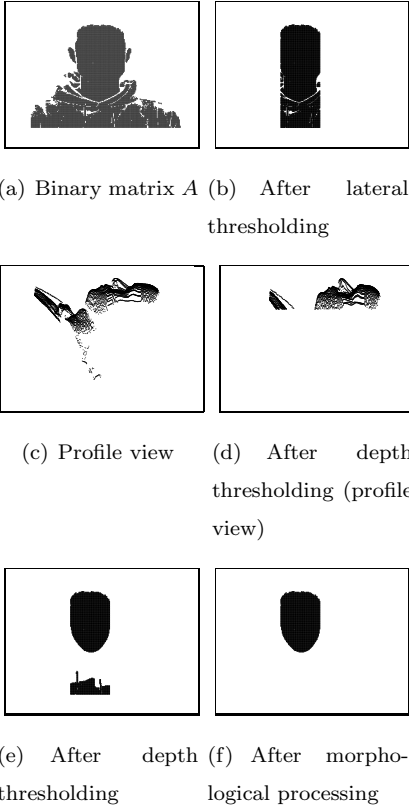 (a) Binary matrix A
(b) After lateral
thresholding
(c) Profile view
(d) After depth
thresholding (profile
view)
(e) After depth
thresholding
(f) After morpho-
logical processing